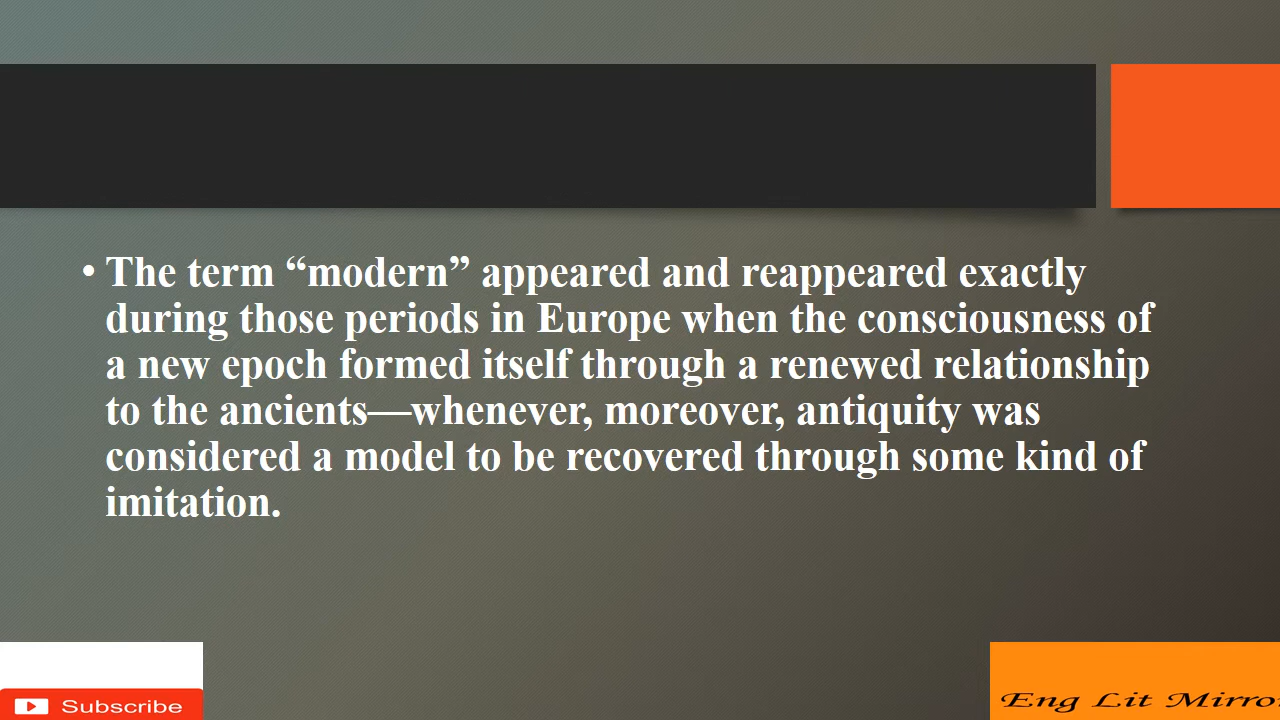 • The term “modern” appeared and reappeared exactly
during those periods in Europe when the consciousness of
a new epoch formed itself through a renewed relationship
to the ancients—whenever, moreover, antiquity was
considered a model to be recovered through some kind of
imitation.
Subscribe
Eng Lit Mirror